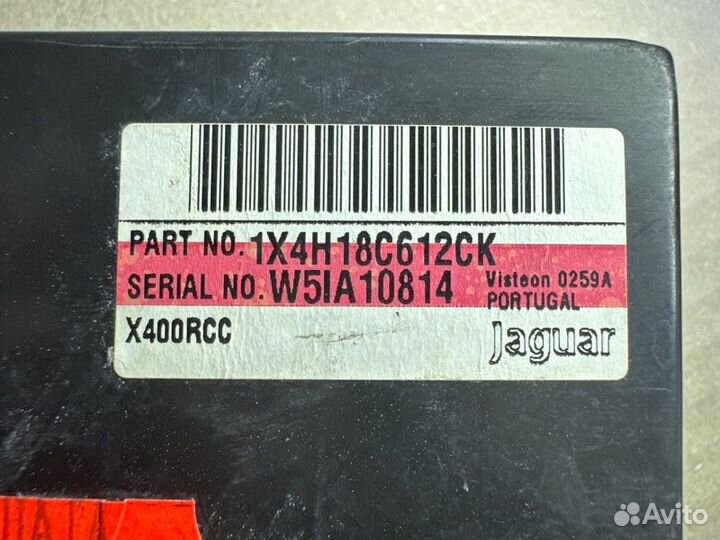 PART NO. 1X4H18C612CK
SERIAL NO. W5IA10814 Visteon 0259A
PORTUGAL
X400RCC
Jaguar
Avito